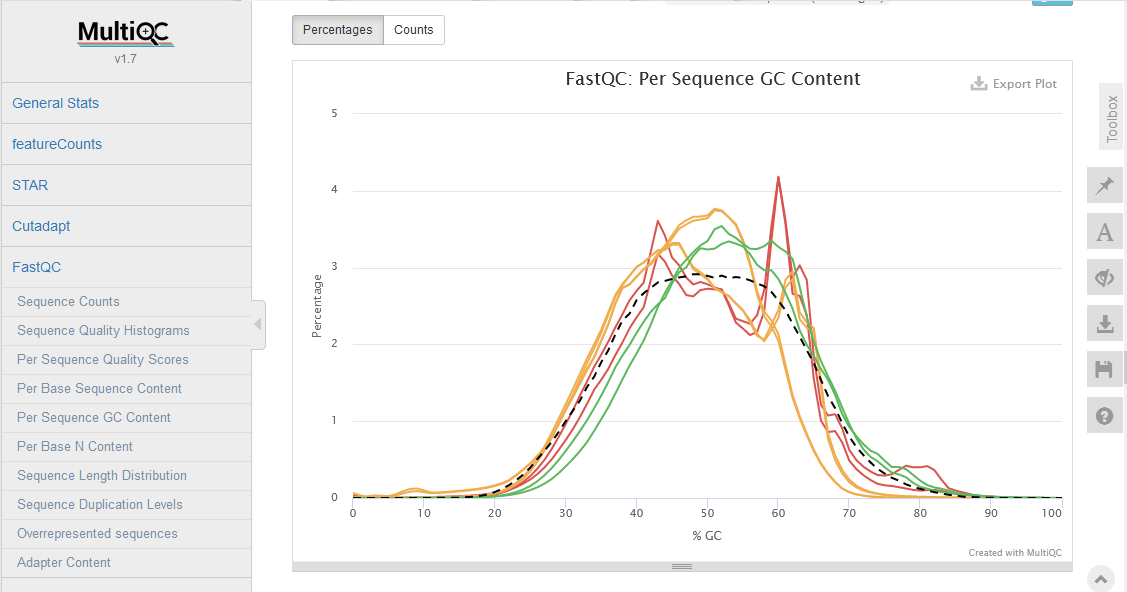 MultiQC
v1.7
General Stats
featureCounts
STAR
Cutadapt
FastQC
Sequence Counts
Sequence Quality Histograms
Per Sequence Quality Scores
Per Base Sequence Content
Per Sequence GC Content
Per Base N Content
Sequence Length Distribution
Sequence Duplication Levels
Overrepresented sequences
Adapter Content
Percentages
Counts
FastQC: Per Sequence GC Content
Export Plot
Percentage
5
4
3
2
1
0
0 10 20 30 40 50 60 70 80 90 100
% GC
Created with MultiQC
Toolbox
A
?